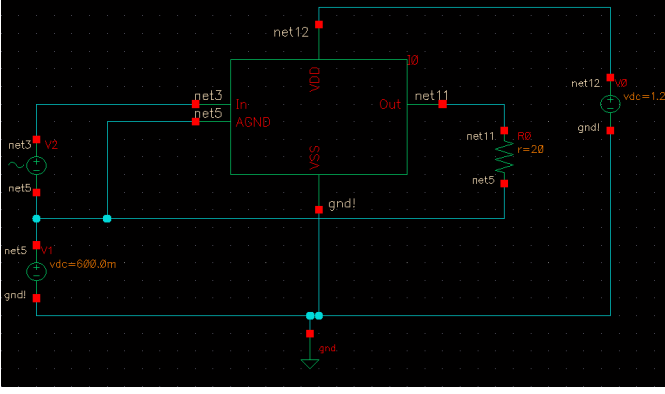 net12
I0
VDD
net12
v0
vdc=1.2
gnd!
net3
In
net5
AGND
Out
net11
VSS
net11
R0
r=20
net5
net3
V2
net5
gnd!
net5
V1
vdc=600.0m
gnd!
gnd